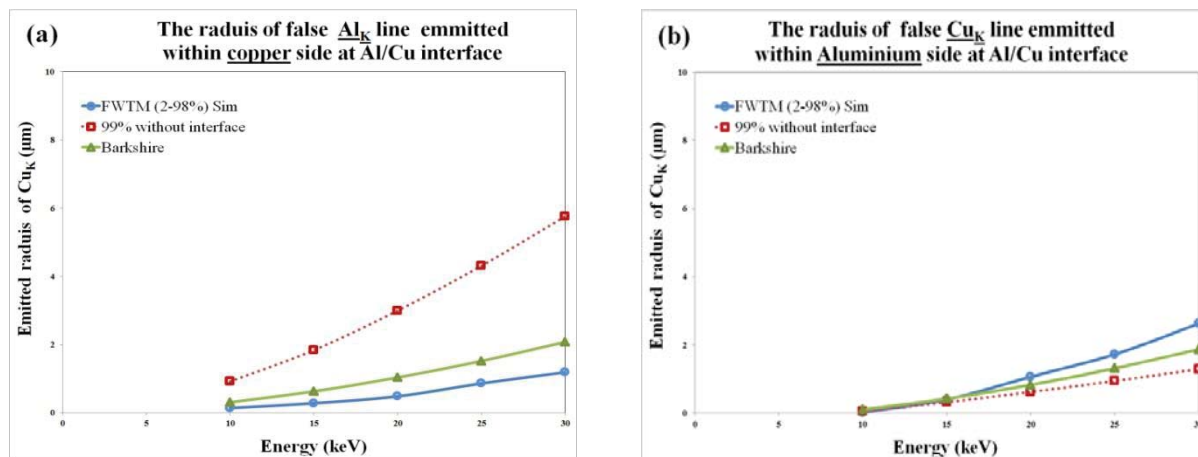 (a)
The raduis of false Al_K line emmitted
within copper side at Al/Cu interface
10
8
6
4
2
0
Emitted raduis of Cu_K (μm)
FWTM (2-98%) Sim
99% without interface
Barkshire
0 5 10 15 20 25 30
Energy (keV)
(b)
The raduis of false Cu_K line emmitted
within Aluminium side at Al/Cu interface
10
8
6
4
2
0
Emitted raduis of Cu_K (μm)
FWTM (2-98%) Sim
99% without interface
Barkshire
0 5 10 15 20 25 30
Energy (keV)